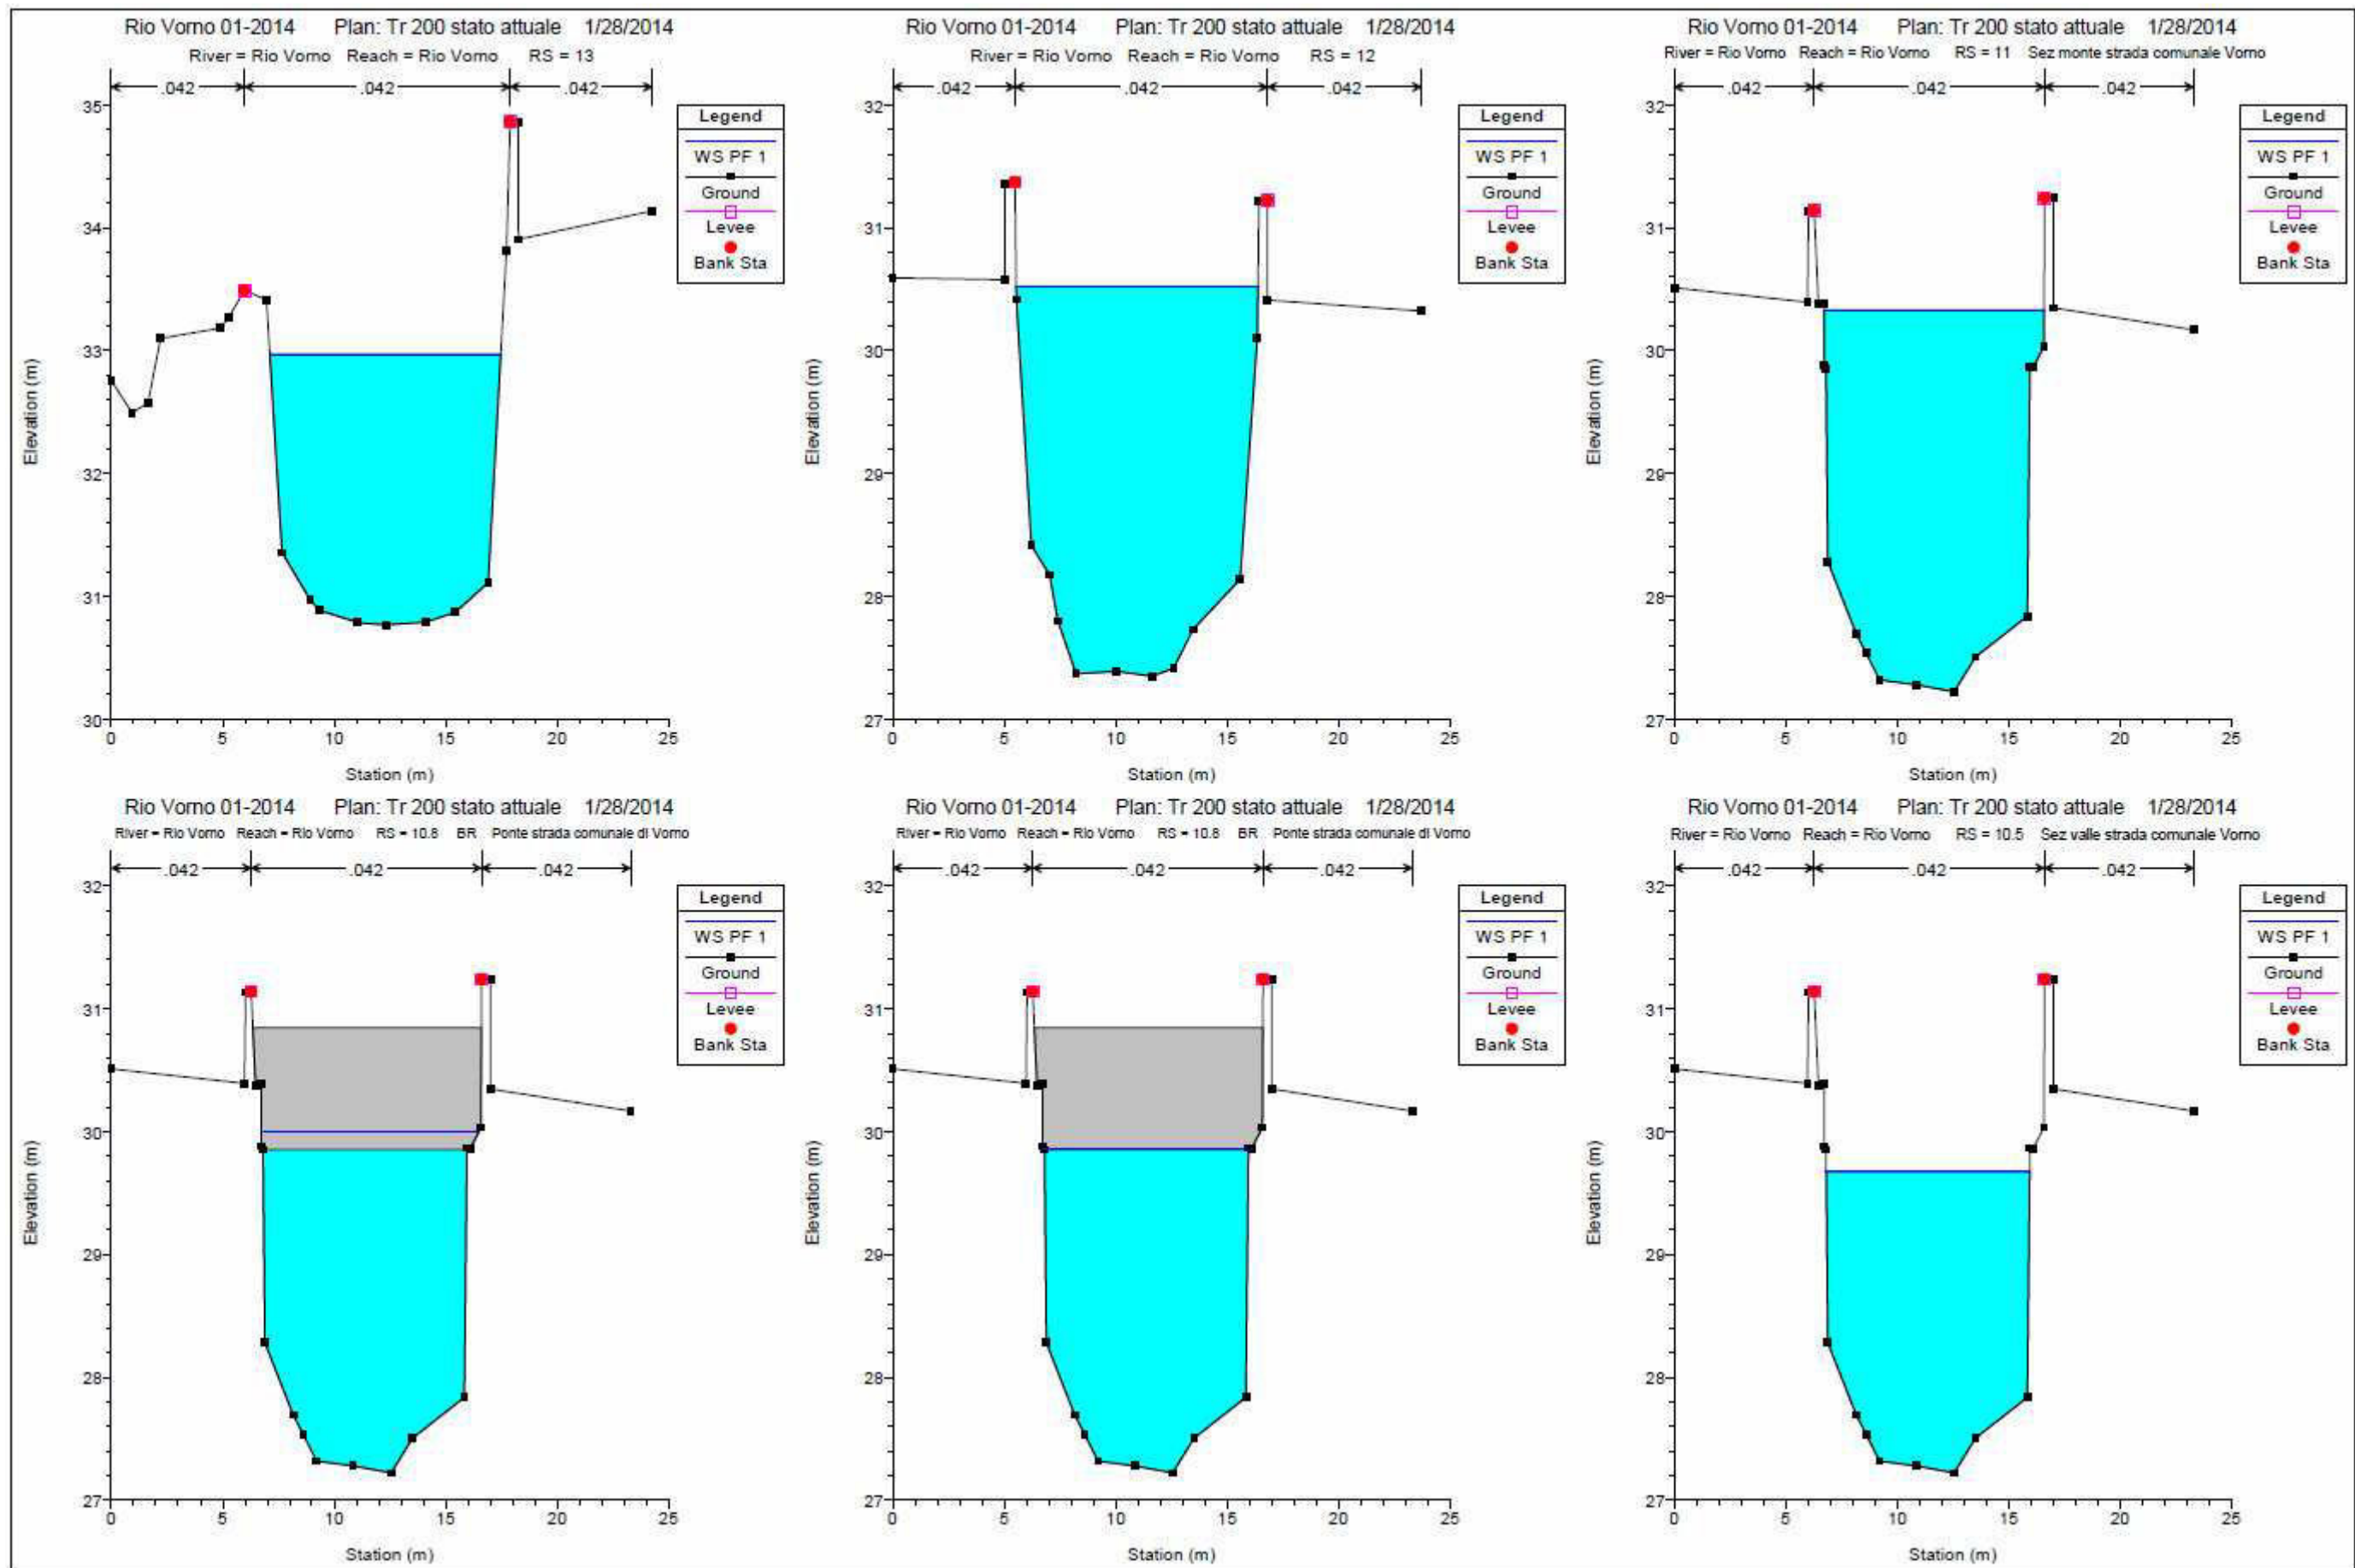 Rio Vorno 01-2014 Plan: Tr 200 stato attuale 1/28/2014
River = Rio Vorno Reach = Rio Vorno RS = 13
.042 .042 .042
35
34
33
32
31
30
0 5 10 15 20 25
Station (m)
Elevation (m)
Legend
WS PF 1
Ground
Levee
Bank Sta
Rio Vorno 01-2014 Plan: Tr 200 stato attuale 1/28/2014
River = Rio Vorno Reach = Rio Vorno RS = 12
.042 .042 .042
32
31
30
29
28
27
0 5 10 15 20 25
Station (m)
Elevation (m)
Legend
WS PF 1
Ground
Levee
Bank Sta
Rio Vorno 01-2014 Plan: Tr 200 stato attuale 1/28/2014
River = Rio Vorno Reach = Rio Vorno RS = 11 Sez monte strada comunale Vorno
.042 .042 .042
32
31
30
29
28
27
0 5 10 15 20 25
Station (m)
Elevation (m)
Legend
WS PF 1
Ground
Levee
Bank Sta
Rio Vorno 01-2014 Plan: Tr 200 stato attuale 1/28/2014
River = Rio Vorno Reach = Rio Vorno RS = 10.8 BR Ponte strada comunale di Vorno
.042 .042 .042
32
31
30
29
28
27
0 5 10 15 20 25
Station (m)
Elevation (m)
Legend
WS PF 1
Ground
Levee
Bank Sta
Rio Vorno 01-2014 Plan: Tr 200 stato attuale 1/28/2014
River = Rio Vorno Reach = Rio Vorno RS = 10.8 BR Ponte strada comunale di Vorno
.042 .042 .042
32
31
30
29
28
27
0 5 10 15 20 25
Station (m)
Elevation (m)
Legend
WS PF 1
Ground
Levee
Bank Sta
Rio Vorno 01-2014 Plan: Tr 200 stato attuale 1/28/2014
River = Rio Vorno Reach = Rio Vorno RS = 10.5 Sez valle strada comunale Vorno
.042 .042 .042
32
31
30
29
28
27
0 5 10 15 20 25
Station (m)
Elevation (m)
Legend
WS PF 1
Ground
Levee
Bank Sta